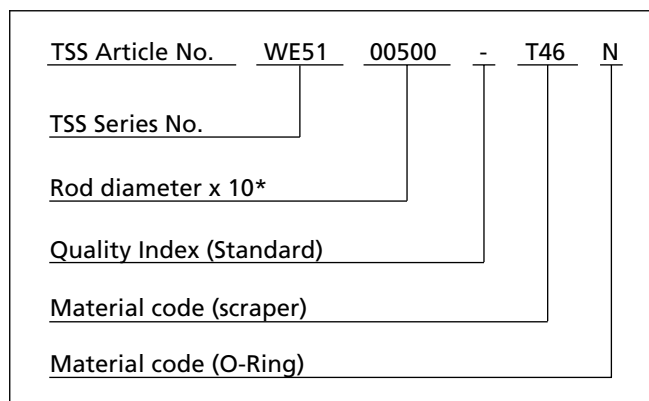 TSS Article No. WE51 00500 - T46 N
TSS Series No.
Rod diameter x 10*
Quality Index (Standard)
Material code (scraper)
Material code (O-Ring)